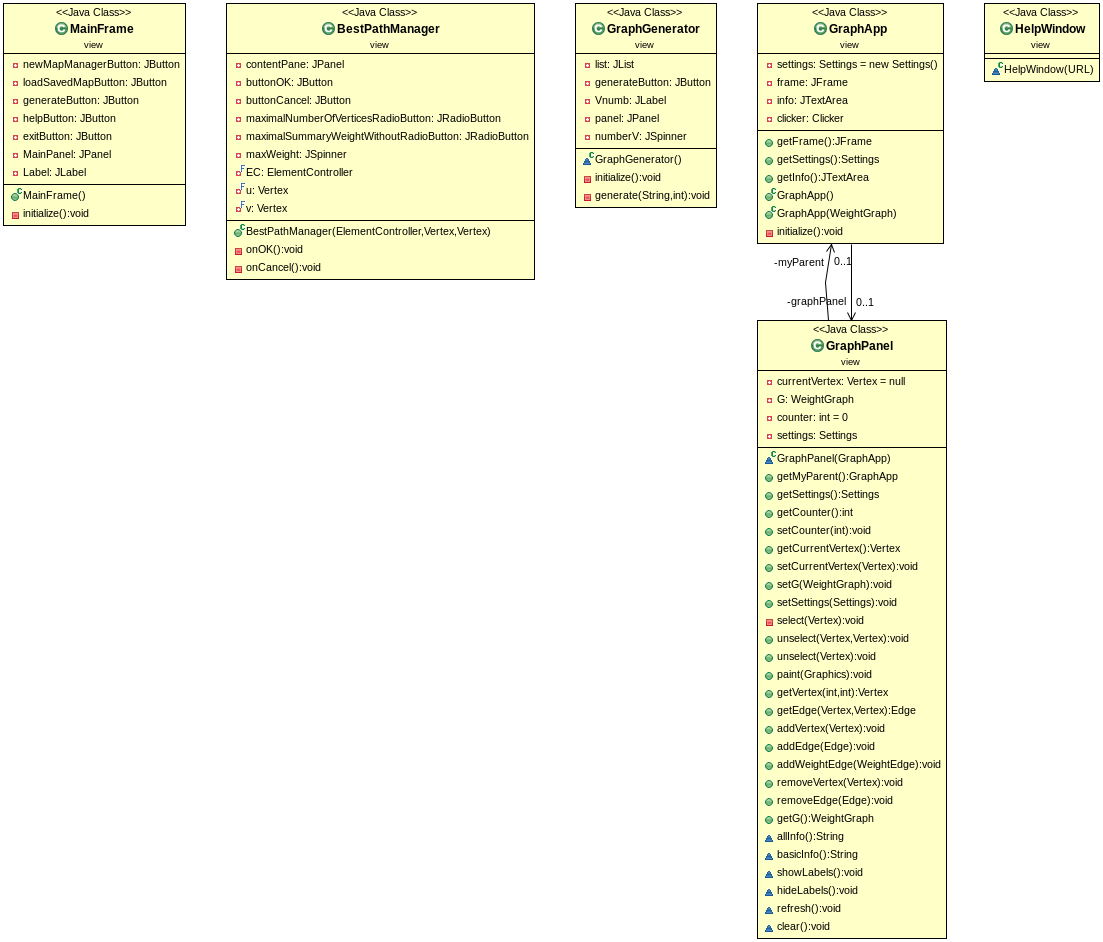 <<Java Class>>
MainFrame
view
newMapManagerButton: JButton
loadSavedMapButton: JButton
generateButton: JButton
helpButton: JButton
exitButton: JButton
MainPanel: JPanel
Label: JLabel
MainFrame()
initialize():void
<<Java Class>>
BestPathManager
view
contentPane: JPanel
buttonOK: JButton
buttonCancel: JButton
maximalNumberOfVerticesRadioButton: JRadioButton
maximalSummaryWeightWithoutRadioButton: JRadioButton
maxWeight: JSpinner
EC: ElementController
u: Vertex
v: Vertex
BestPathManager(ElementController,Vertex,Vertex)
onOK():void
onCancel():void
<<Java Class>>
GraphGenerator
view
list: JList
generateButton: JButton
Vnumb: JLabel
panel: JPanel
numberV: JSpinner
GraphGenerator()
initialize():void
generate(String,int):void
<<Java Class>>
GraphApp
view
settings: Settings = new Settings()
frame: JFrame
info: JTextArea
clicker: Clicker
getFrame():JFrame
getSettings():Settings
getInfo():JTextArea
GraphApp()
GraphApp(WeightGraph)
initialize():void
<<Java Class>>
HelpWindow
view
HelpWindow(URL)
-myParent 0..1
-graphPanel 0..1
<<Java Class>>
GraphPanel
view
currentVertex: Vertex = null
G: WeightGraph
counter: int = 0
settings: Settings
GraphPanel(GraphApp)
getMyParent():GraphApp
getSettings():Settings
getCounter():int
setCounter(int):void
getCurrentVertex():Vertex
setCurrentVertex(Vertex):void
setG(WeightGraph):void
setSettings(Settings):void
select(Vertex):void
unselect(Vertex,Vertex):void
unselect(Vertex):void
paint(Graphics):void
getVertex(int,int):Vertex
getEdge(Vertex,Vertex):Edge
addVertex(Vertex):void
addEdge(Edge):void
addWeightEdge(WeightEdge):void
removeVertex(Vertex):void
removeEdge(Edge):void
getG():WeightGraph
allInfo():String
basicInfo():String
showLabels():void
hideLabels():void
refresh():void
clear():void